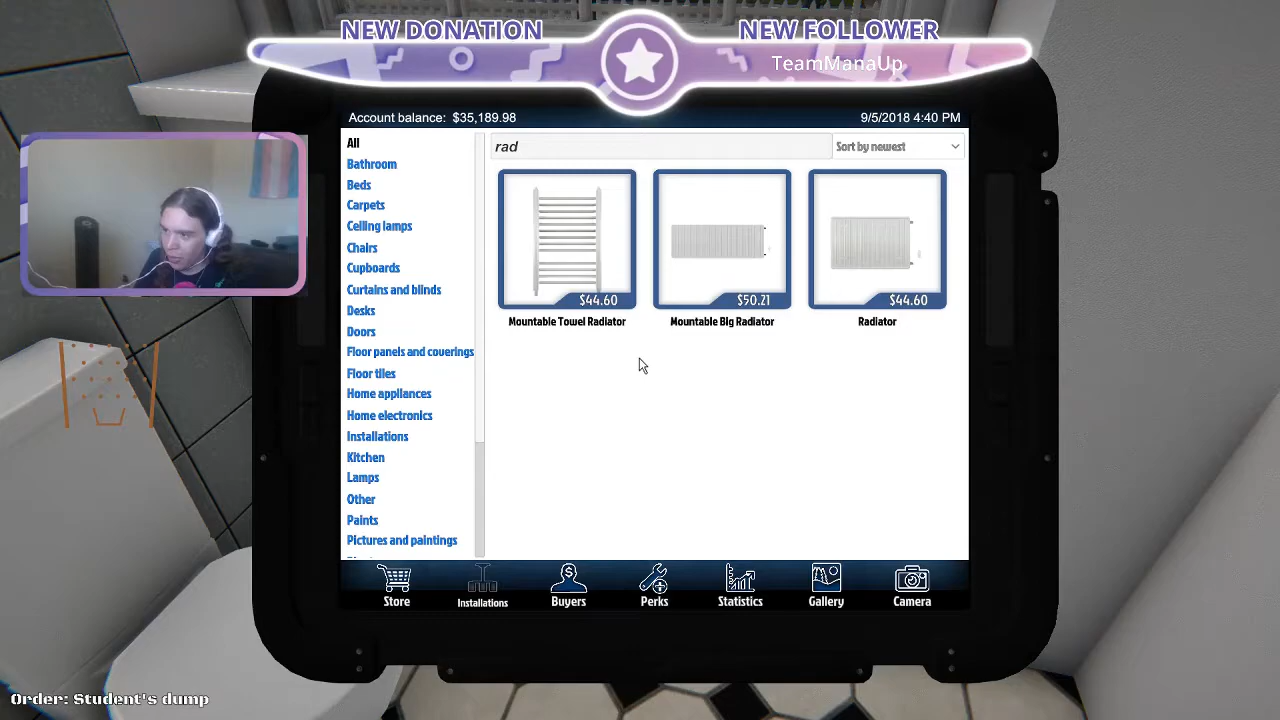 NEW DONATION
NEW FOLLOWER
TeamManaUp
Account balance: $35,189.98
9/5/2018 4:40 PM
All
rad
Sort by newest
Bathroom
Beds
Carpets
Ceiling lamps
Chairs
Cupboards
Curtains and blinds
Desks
Doors
Floor panels and coverings
Floor tiles
Home appliances
Home electronics
Installations
Kitchen
Lamps
Other
Paints
Pictures and paintings
$44.60
$50.21
$44.60
Mountable Towel Radiator
Mountable Big Radiator
Radiator
Store
Installations
Buyers
Perks
Statistics
Gallery
Camera
Order: Student's dump